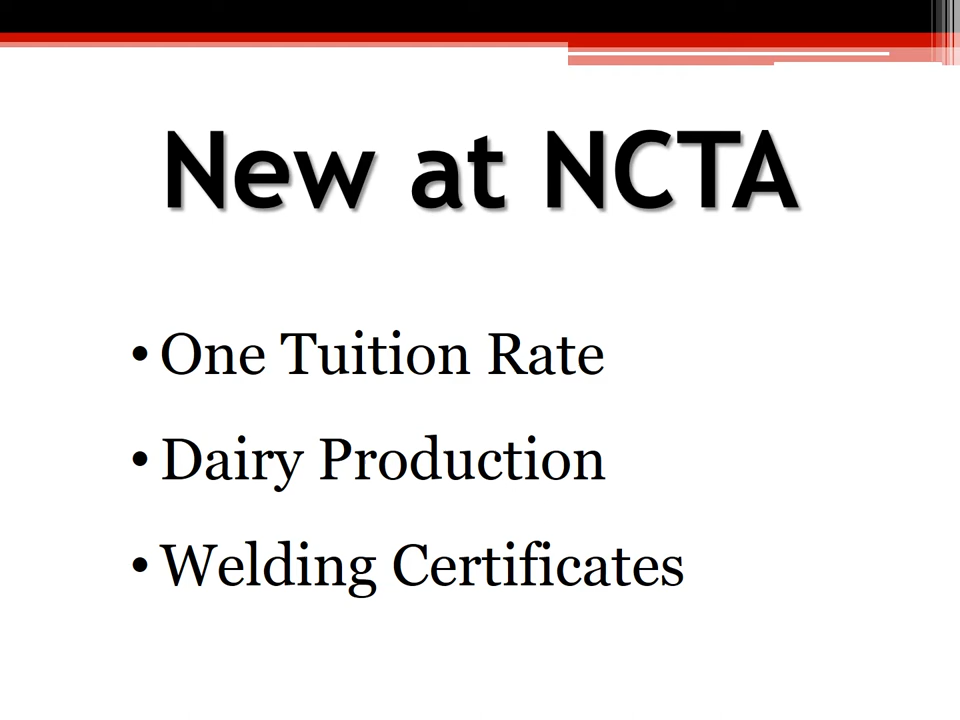 New at NCTA
• One Tuition Rate
• Dairy Production
• Welding Certificates